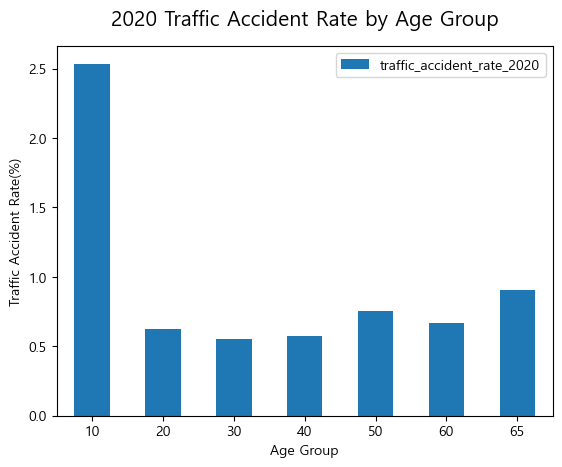 2020 Traffic Accident Rate by Age Group
traffic_accident_rate_2020
Traffic Accident Rate(%)
2.5
2.0
1.5
1.0
0.5
0.0
10 20 30 40 50 60 65
Age Group